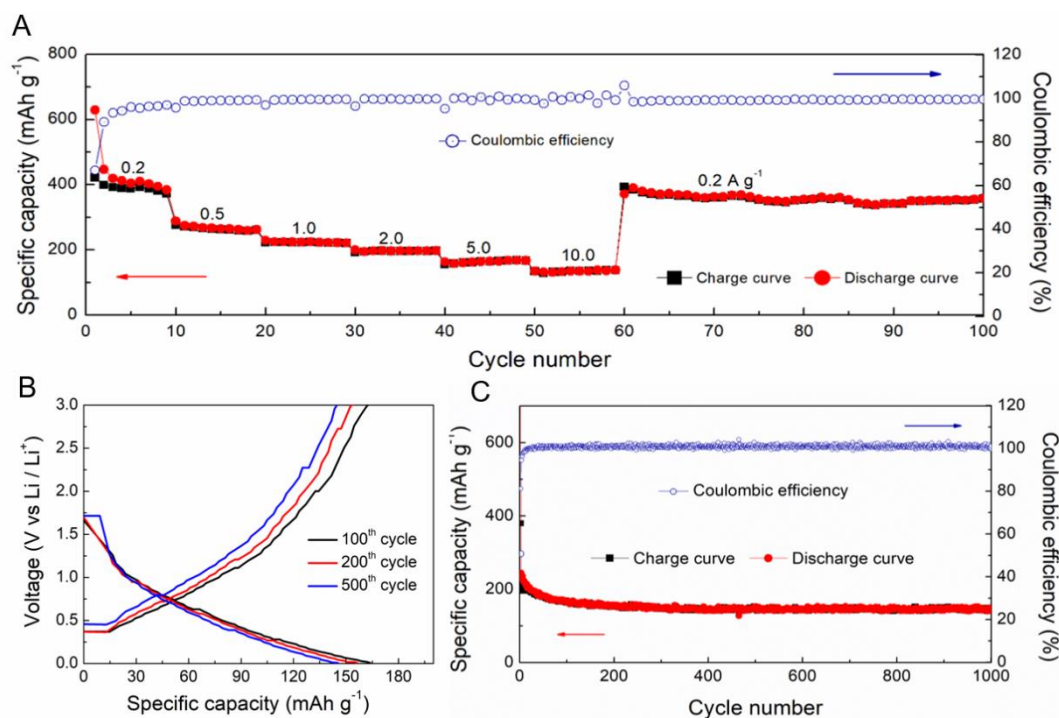 A
Specific capacity (mAh g⁻¹)
800
600
400
200
0
0.2
0.5
1.0
2.0
5.0
10.0
0.2 A g⁻¹
Coulombic efficiency
Charge curve
Discharge curve
120
100
80
60
40
20
0
Coulombic
efficiency (%)
0 10 20 30 40 50 60 70 80 90 100
Cycle number
B
Voltage (V vs Li / Li⁺)
3.0
2.5
2.0
1.5
1.0
0.5
0.0
100th cycle
200th cycle
500th cycle
0 30 60 90 120 150 180
Specific capacity (mAh g⁻¹)
C
Specific capacity (mAh g⁻¹)
600
400
200
0
Coulombic efficiency
Charge curve
Discharge curve
120
100
80
60
40
20
0
Coulombic efficiency (%)
0 200 400 600 800 1000
Cycle number